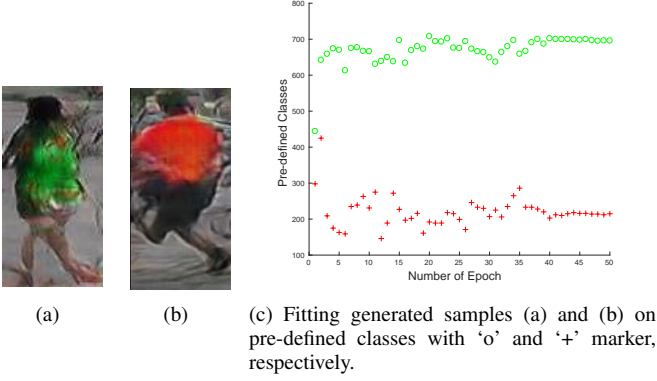 800
700
600
500
400
300
200
100
Pre-defined Classes
0 5 10 15 20 25 30 35 40 45 50
Number of Epoch
(a)
(b)
(c) Fitting generated samples (a) and (b) on
pre-defined classes with ‘o’ and ‘+’ marker,
respectively.